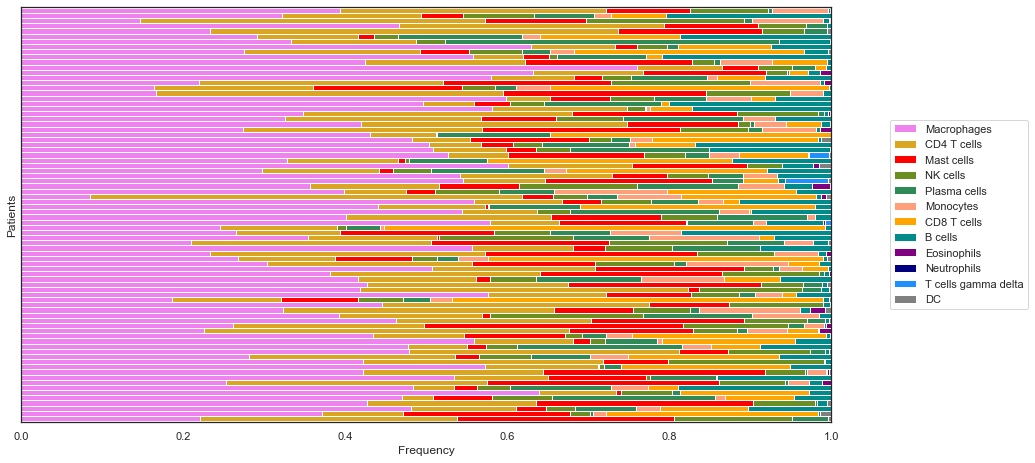 Patients
0.0
0.2
0.4
0.6
0.8
1.0
Frequency
Macrophages
CD4 T cells
Mast cells
NK cells
Plasma cells
Monocytes
CD8 T cells
B cells
Eosinophils
Neutrophils
T cells gamma delta
DC